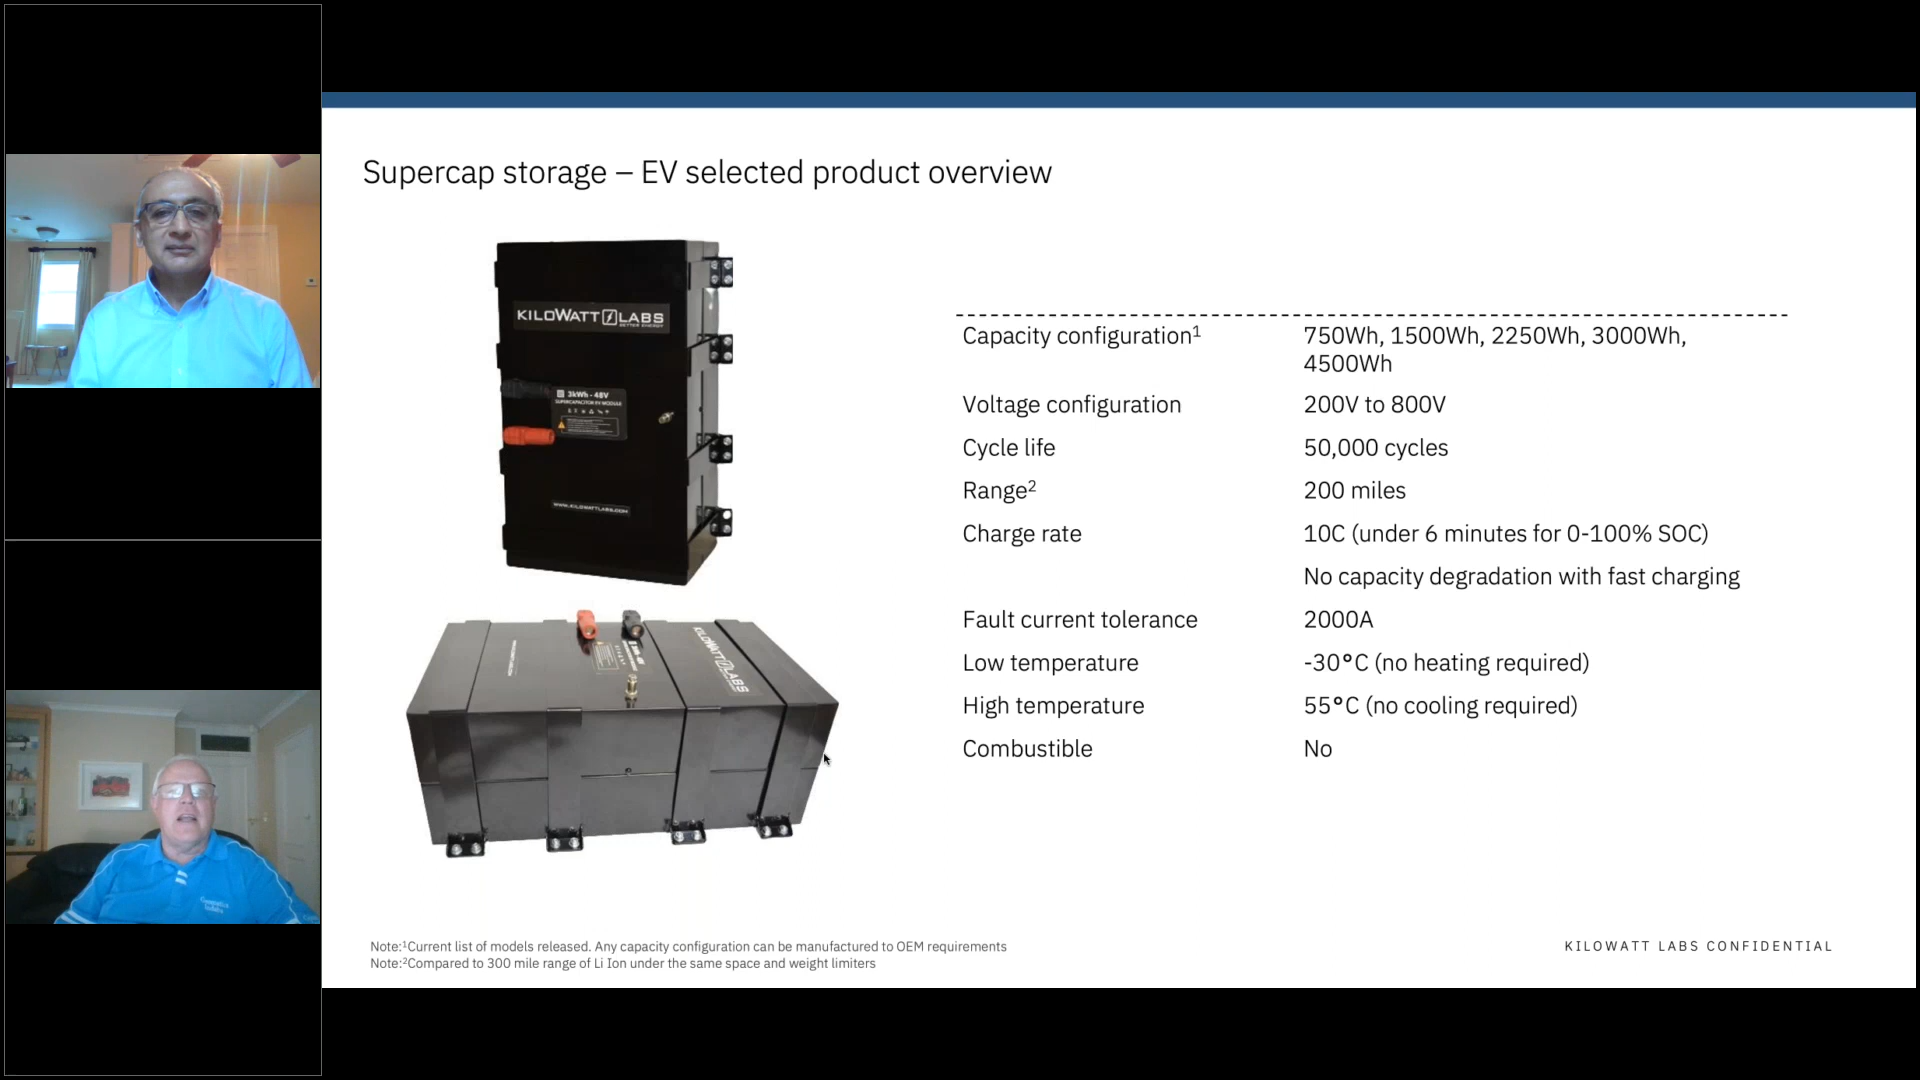 Supercap storage – EV selected product overview
KILOWATT LABS
BETTER ENERGY
3kWh - 48V
SUPERCAPACITOR EV MODULE
WWW.KILOWATTLABS.COM
KILOWATT LABS
Capacity configuration¹ 750Wh, 1500Wh, 2250Wh, 3000Wh,
4500Wh
Voltage configuration 200V to 800V
Cycle life 50,000 cycles
Range² 200 miles
Charge rate 10C (under 6 minutes for 0-100% SOC)
No capacity degradation with fast charging
Fault current tolerance 2000A
Low temperature -30°C (no heating required)
High temperature 55°C (no cooling required)
Combustible No
Note:¹Current list of models released. Any capacity configuration can be manufactured to OEM requirements
Note:²Compared to 300 mile range of Li Ion under the same space and weight limiters
KILOWATT LABS CONFIDENTIAL